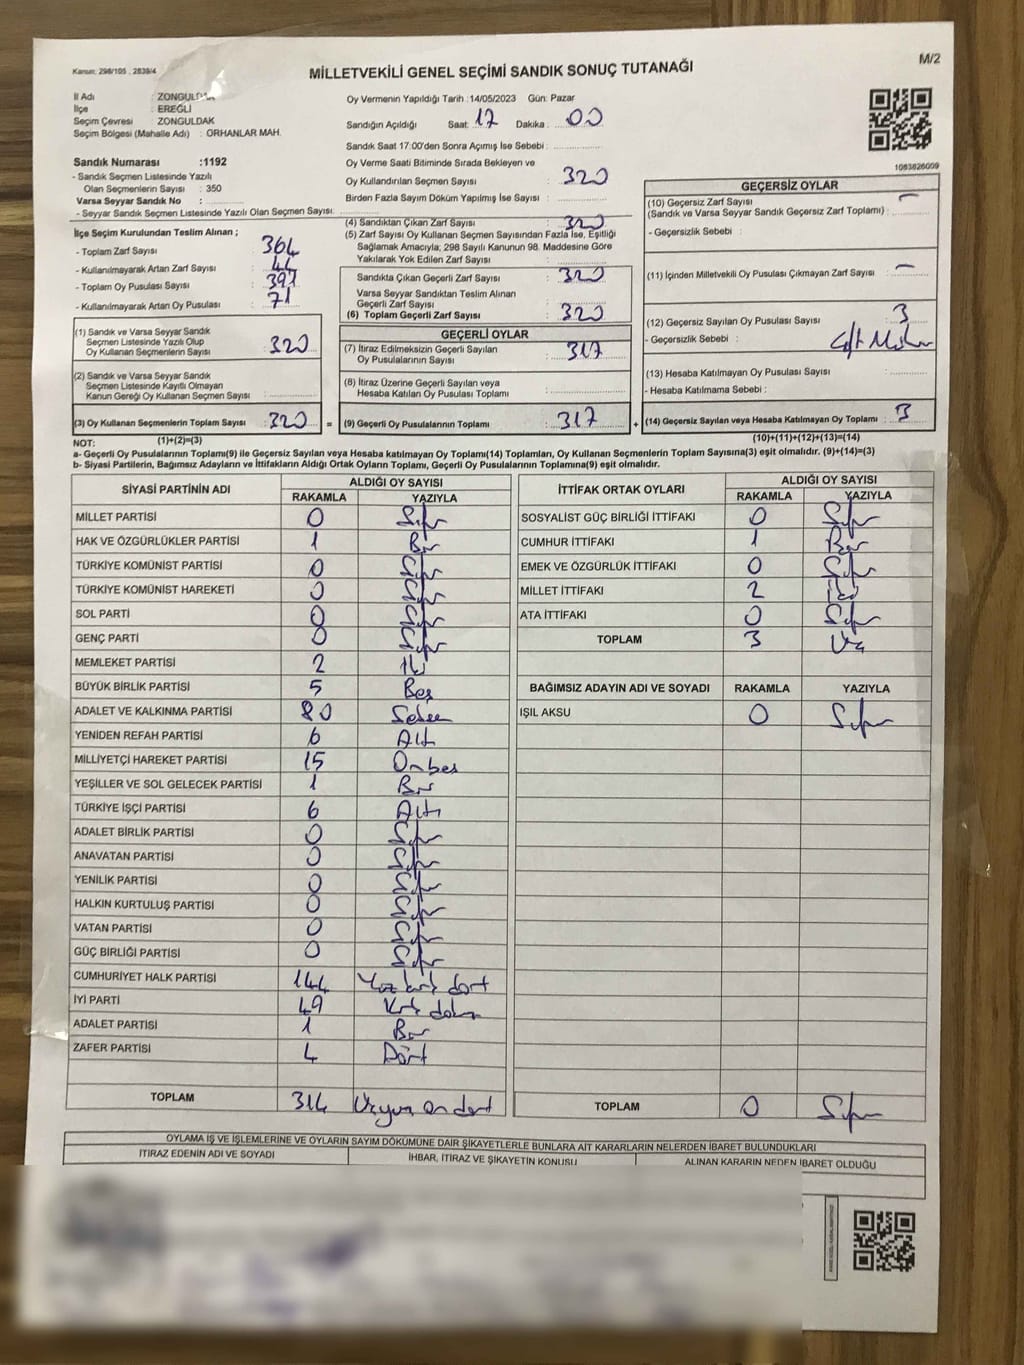 Kanun: 298/105 , 2839/4
MİLLETVEKİLİ GENEL SEÇİMİ SANDIK SONUÇ TUTANAĞI
M/2
İl Adı : ZONGULDAK
İlçe : EREĞLİ
Seçim Çevresi : ZONGULDAK
Seçim Bölgesi (Mahalle Adı) : ORHANLAR MAH.
Sandık Numarası :1192
- Sandık Seçmen Listesinde Yazılı
Olan Seçmenlerin Sayısı : 350
Varsa Seyyar Sandık No :
- Seyyar Sandık Seçmen Listesinde Yazılı Olan Seçmen Sayısı:
Oy Vermenin Yapıldığı Tarih :14/05/2023 Gün: Pazar
Sandığın Açıldığı Saat: 17 Dakika : 00
Sandık Saat 17:00'den Sonra Açımış İse Sebebi :
Oy Verme Saati Bitiminde Sırada Bekleyen ve
Oy Kullandırılan Seçmen Sayısı : 320
Birden Fazla Sayım Döküm Yapılmış İse Sayısı :
1083826009
İlçe Seçim Kurulundan Teslim Alınan ;
- Toplam Zarf Sayısı : 364
- Kullanılmayarak Artan Zarf Sayısı : 44
- Toplam Oy Pusulası Sayısı : 391
- Kullanılmayarak Artan Oy Pusulası : 71
(1) Sandık ve Varsa Seyyar Sandık
Seçmen Listesinde Yazılı Olup
Oy Kullanan Seçmenlerin Sayısı : 320
(2) Sandık ve Varsa Seyyar Sandık
Seçmen Listesinde Kayıtlı Olmayan
Kanun Gereği Oy Kullanan Seçmen Sayısı :
(3) Oy Kullanan Seçmenlerin Toplam Sayısı : 320 =
(4) Sandıktan Çıkan Zarf Sayısı : 320
(5) Zarf Sayısı Oy Kullanan Seçmen Sayısından Fazla İse, Eşitliği
Sağlamak Amacıyla; 298 Sayılı Kanunun 98. Maddesine Göre
Yakılarak Yok Edilen Zarf Sayısı :
Sandıkta Çıkan Geçerli Zarf Sayısı : 320
Varsa Seyyar Sandıktan Teslim Alınan
Geçerli Zarf Sayısı :
(6) Toplam Geçerli Zarf Sayısı : 320
GEÇERLİ OYLAR
(7) İtiraz Edilmeksizin Geçerli Sayılan
Oy Pusulalarının Sayısı : 317
(8) İtiraz Üzerine Geçerli Sayılan veya
Hesaba Katılan Oy Pusulası Toplamı :
(9) Geçerli Oy Pusulalarının Toplamı : 317 +
GEÇERSİZ OYLAR
(10) Geçersiz Zarf Sayısı
(Sandık ve Varsa Seyyar Sandık Geçersiz Zarf Toplamı) : -
- Geçersizlik Sebebi :
(11) İçinden Milletvekili Oy Pusulası Çıkmayan Zarf Sayısı : -
(12) Geçersiz Sayılan Oy Pusulası Sayısı : 3
- Geçersizlik Sebebi : Çift Mühür
(13) Hesaba Katılmayan Oy Pusulası Sayısı :
- Hesaba Katılmama Sebebi :
(14) Geçersiz Sayılan veya Hesaba Katılmayan Oy Toplamı : 3
NOT: (1)+(2)=(3) (10)+(11)+(12)+(13)=(14)
a- Geçerli Oy Pusulalarının Toplamı(9) ile Geçersiz Sayılan veya Hesaba Katılmayan Oy Toplamı(14) Toplamları, Oy Kullanan Seçmenlerin Toplam Sayısına(3) eşit olmalıdır. (9)+(14)=(3)
b- Siyasi Partilerin, Bağımsız Adayların ve İttifakların Aldığı Ortak Oyların Toplamı, Geçerli Oy Pusulalarının Toplamına(9) eşit olmalıdır.
SİYASİ PARTİNİN ADI ALDIĞI OY SAYISI
RAKAMLA YAZIYLA
MİLLET PARTİSİ 0 Sıfır
HAK VE ÖZGÜRLÜKLER PARTİSİ 1 Bir
TÜRKİYE KOMÜNİST PARTİSİ 0 Sıfır
TÜRKİYE KOMÜNİST HAREKETİ 0 Sıfır
SOL PARTİ 0 Sıfır
GENÇ PARTİ 0 Sıfır
MEMLEKET PARTİSİ 2 İki
BÜYÜK BİRLİK PARTİSİ 5 Beş
ADALET VE KALKINMA PARTİSİ 80 Seksen
YENİDEN REFAH PARTİSİ 6 Altı
MİLLİYETÇİ HAREKET PARTİSİ 15 Onbeş
YEŞİLLER VE SOL GELECEK PARTİSİ 1 Bir
TÜRKİYE İŞÇİ PARTİSİ 6 Altı
ADALET BİRLİK PARTİSİ 0 Sıfır
ANAVATAN PARTİSİ 0 Sıfır
YENİLİK PARTİSİ 0 Sıfır
HALKIN KURTULUŞ PARTİSİ 0 Sıfır
VATAN PARTİSİ 0 Sıfır
GÜÇ BİRLİĞİ PARTİSİ 0 Sıfır
CUMHURİYET HALK PARTİSİ 144 Yüz kırk dört
İYİ PARTİ 49 Kırk dokuz
ADALET PARTİSİ 1 Bir
ZAFER PARTİSİ 4 Dört
TOPLAM 314 Üçyüz on dört
İTTİFAK ORTAK OYLARI ALDIĞI OY SAYISI
RAKAMLA YAZIYLA
SOSYALİST GÜÇ BİRLİĞİ İTTİFAKI 0 Sıfır
CUMHUR İTTİFAKI 1 Bir
EMEK VE ÖZGÜRLÜK İTTİFAKI 0 Sıfır
MİLLET İTTİFAKI 2 İki
ATA İTTİFAKI 0 Sıfır
TOPLAM 3 Üç
BAĞIMSIZ ADAYIN ADI VE SOYADI RAKAMLA YAZIYLA
IŞIL AKSU 0 Sıfır
TOPLAM 0 Sıfır
OYLAMA İŞ VE İŞLEMLERİNE VE OYLARIN SAYIM DÖKÜMÜNE DAİR ŞİKAYETLERLE BUNLARA AİT KARARLARIN NELERDEN İBARET BULUNDUKLARI
İTİRAZ EDENİN ADI VE SOYADI İHBAR, İTİRAZ VE ŞİKAYETİN KONUSU ALINAN KARARIN NEDEN İBARET OLDUĞU